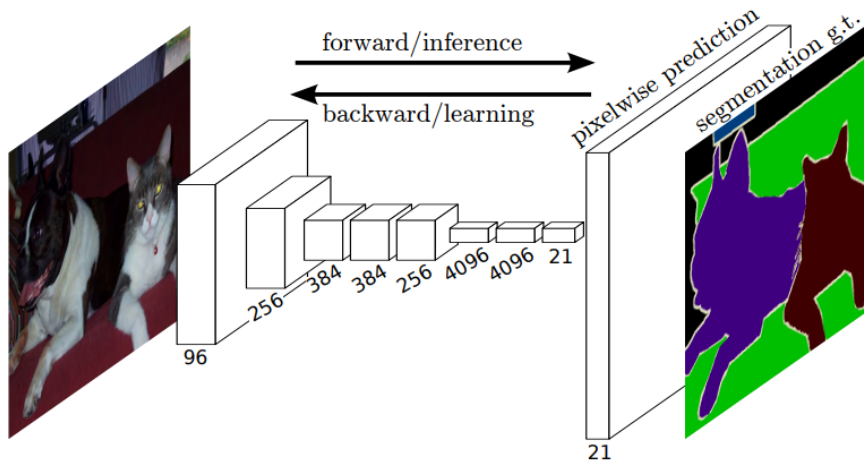 forward/inference
backward/learning
pixelwise prediction
segmentation g.t.
96
256
384
384
256
4096
4096
21
21